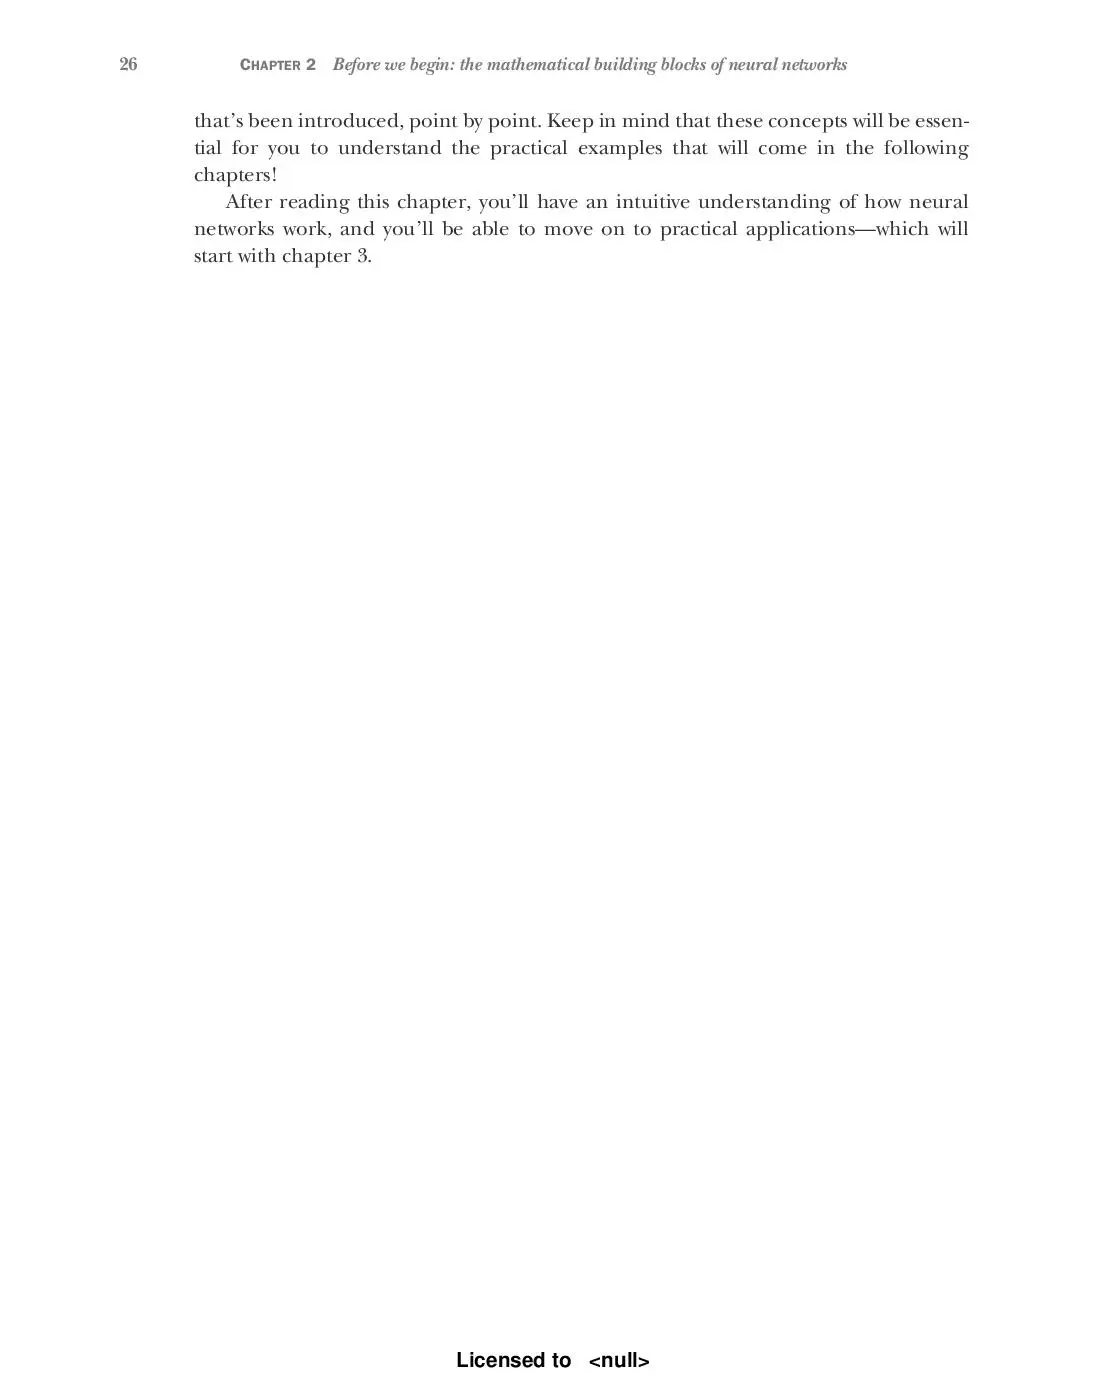 26 CHAPTER 2 Before we begin: the mathematical building blocks of neural networks
that’s been introduced, point by point. Keep in mind that these concepts will be essen-
tial for you to understand the practical examples that will come in the following
chapters!
After reading this chapter, you’ll have an intuitive understanding of how neural
networks work, and you’ll be able to move on to practical applications—which will
start with chapter 3.
Licensed to <null>